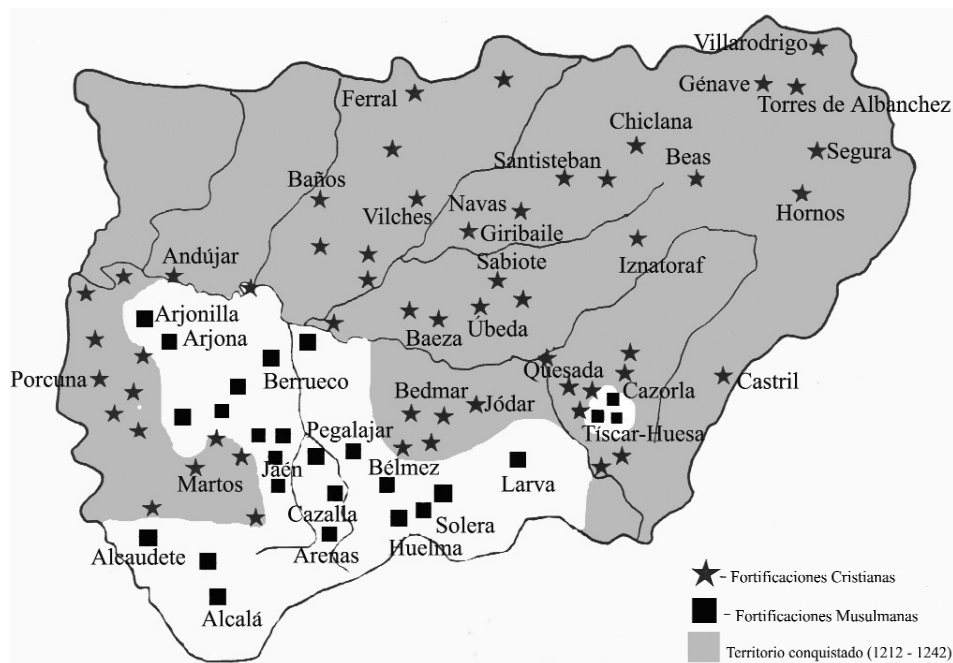 Villarodrigo
Ferral
Génave
Torres de Albanchez
Chiclana
Santisteban
Beas
Segura
Baños
Vilches
Navas
Hornos
Giribaile
Andújar
Sabiote
Iznatoraf
Arjonilla
Arjona
Baeza
Úbeda
Berrueco
Quesada
Porcuna
Bedmar
Jódar
Cazorla
Castril
Pegalajar
Tíscar-Huesa
Jaén
Bélmez
Martos
Larva
Cazalla
Solera
Alcaudete
Arenas
Huelma
Alcalá
- Fortificaciones Cristianas
- Fortificaciones Musulmanas
Territorio conquistado (1212 - 1242)